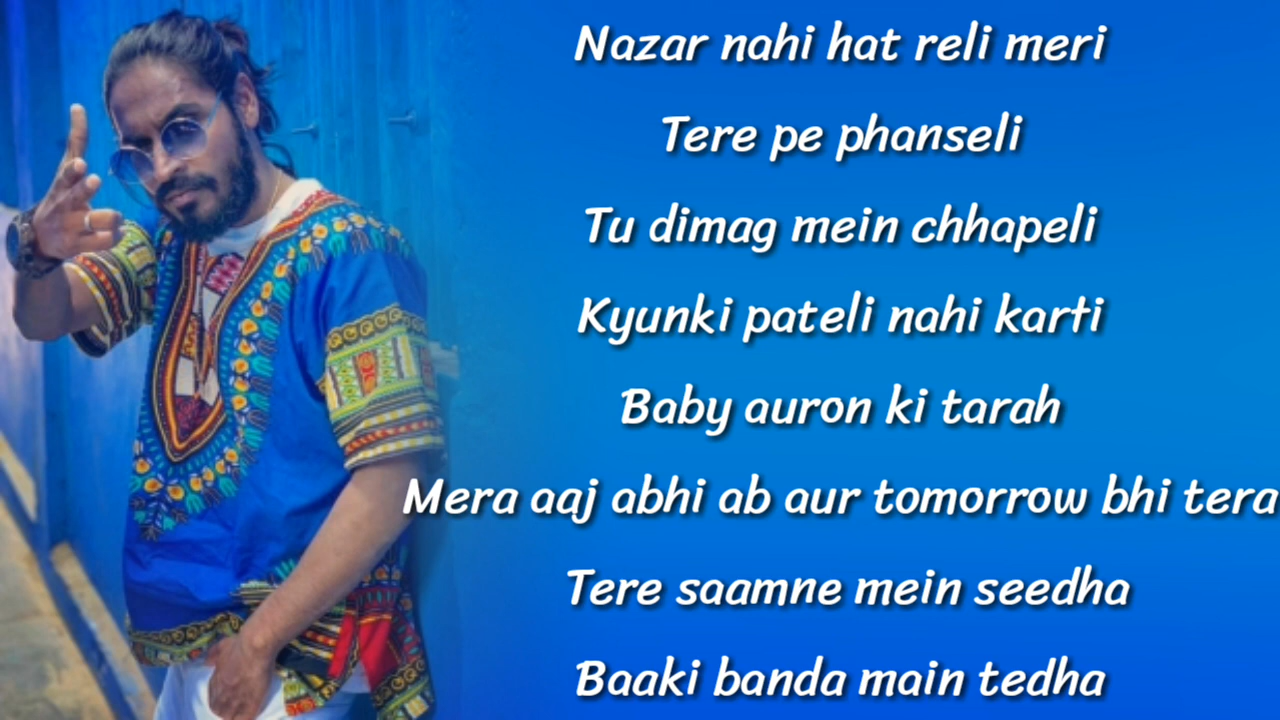 Nazar nahi hat reli meri
Tere pe phanseli
Tu dimag mein chhapeli
Kyunki pateli nahi karti
Baby auron ki tarah
Mera aaj abhi ab aur tomorrow bhi tera
Tere saamne mein seedha
Baaki banda main tedha